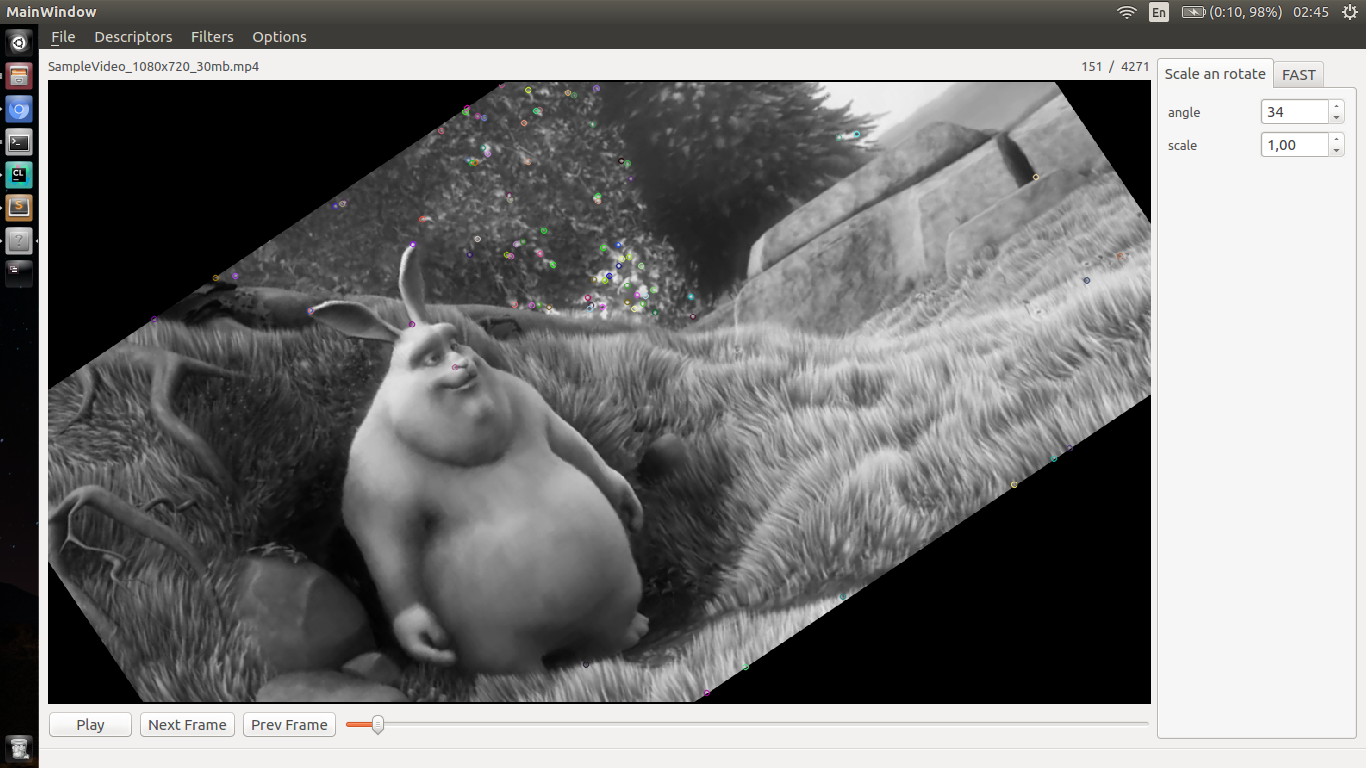 MainWindow
En
(0:10, 98%)
02:45
File Descriptors Filters Options
SampleVideo_1080x720_30mb.mp4
151 / 4271
Scale an rotate
FAST
angle
34
scale
1,00
CL
S
?
Play
Next Frame
Prev Frame